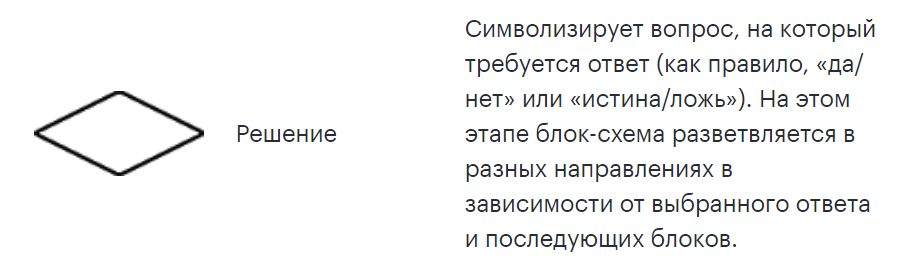 Решение
Символизирует вопрос, на который
требуется ответ (как правило, «да/
нет» или «истина/ложь»). На этом
этапе блок-схема разветвляется в
разных направлениях в
зависимости от выбранного ответа
и последующих блоков.